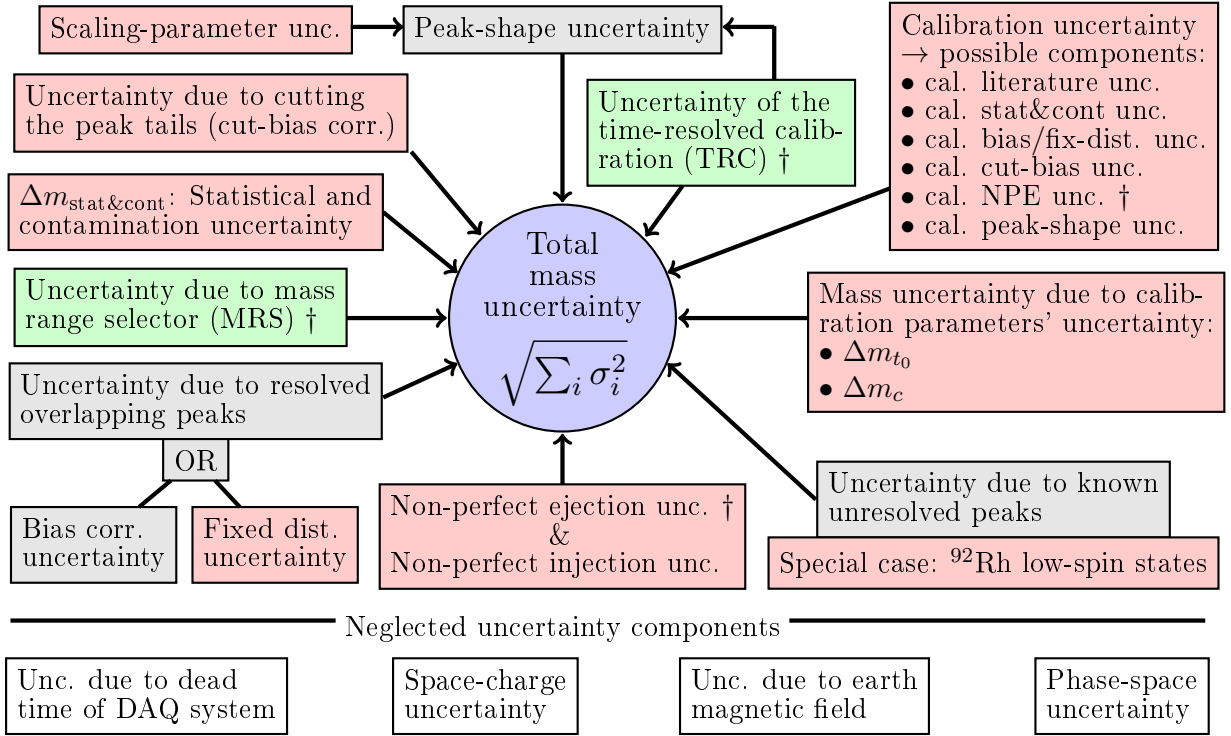 Scaling-parameter unc.
Peak-shape uncertainty
Calibration uncertainty
→ possible components:
• cal. literature unc.
• cal. stat&cont unc.
• cal. bias/fix-dist. unc.
• cal. cut-bias unc.
• cal. NPE unc. †
• cal. peak-shape unc.
Uncertainty due to cutting
the peak tails (cut-bias corr.)
Uncertainty of the
time-resolved calib-
ration (TRC) †
Δm_stat&cont: Statistical and
contamination uncertainty
Total
mass
uncertainty
√∑_i σ_i^2
Uncertainty due to mass
range selector (MRS) †
Mass uncertainty due to calib-
ration parameters' uncertainty:
• Δm_t_0
• Δm_c
Uncertainty due to resolved
overlapping peaks
OR
Bias corr.
uncertainty
Fixed dist.
uncertainty
Non-perfect ejection unc. †
&
Non-perfect injection unc.
Uncertainty due to known
unresolved peaks
Special case: ⁹²Rh low-spin states
Neglected uncertainty components
Unc. due to dead
time of DAQ system
Space-charge
uncertainty
Unc. due to earth
magnetic field
Phase-space
uncertainty